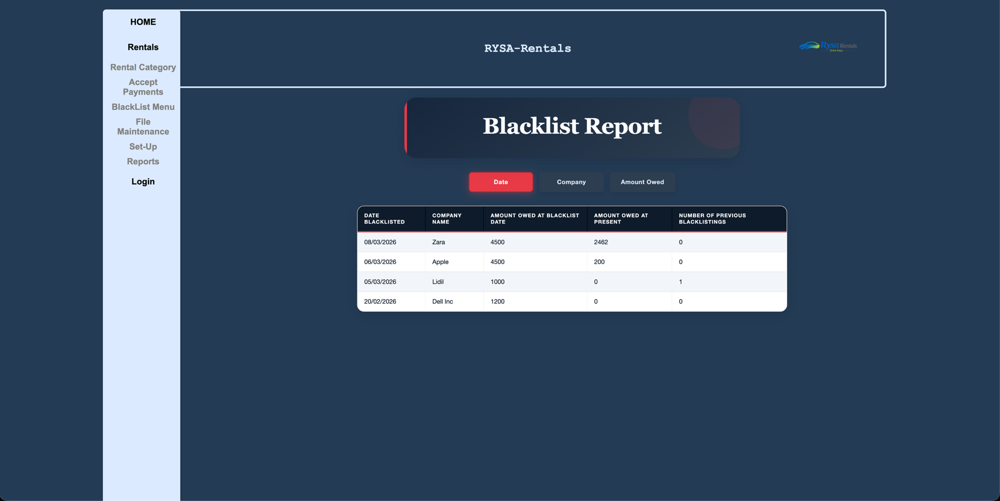 HOME
Rentals
Rental Category
Accept
Payments
BlackList Menu
File
Maintenance
Set-Up
Reports
Login
RYSA-Rentals
Rysa Rentals
Drive Easy.
Blacklist Report
Date Company Amount Owed
DATE BLACKLISTED COMPANY NAME AMOUNT OWED AT BLACKLIST DATE AMOUNT OWED AT PRESENT NUMBER OF PREVIOUS BLACKLISTINGS
08/03/2026 Zara 4500 2462 0
06/03/2026 Apple 4500 200 0
05/03/2026 Lidil 1000 0 1
20/02/2026 Dell Inc 1200 0 0